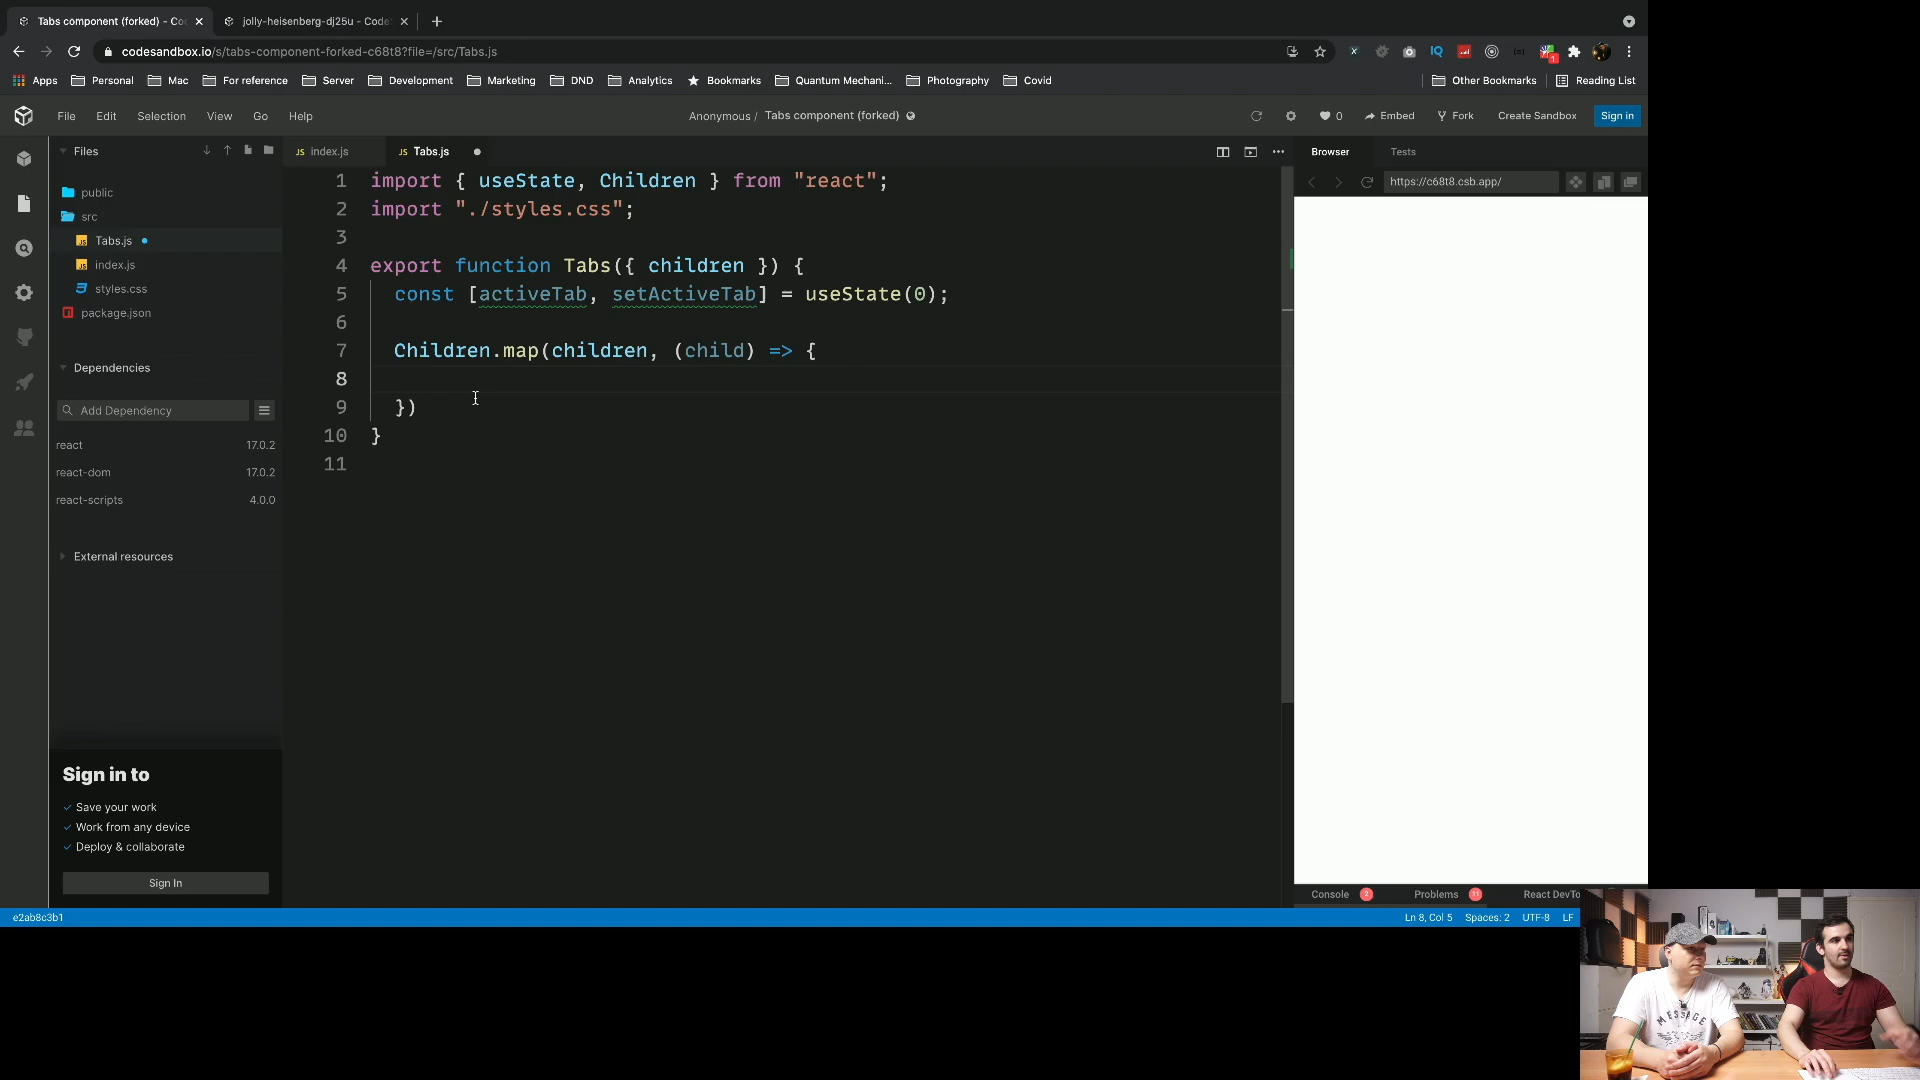 Tabs component (forked) - Co
jolly-heisenberg-dj25u - Code
codesandbox.io/s/tabs-component-forked-c68t8?file=/src/Tabs.js
Apps
Personal
Mac
For reference
Server
Development
Marketing
DND
Analytics
Bookmarks
Quantum Mechani...
Photography
Covid
Other Bookmarks
Reading List
File
Edit
Selection
View
Go
Help
Anonymous /
Tabs component (forked)
0
Embed
Fork
Create Sandbox
Sign in
Files
JS index.js
JS Tabs.js
Browser
Tests
https://c68t8.csb.app/
public
src
Tabs.js
index.js
styles.css
package.json
Dependencies
Add Dependency
react 17.0.2
react-dom 17.0.2
react-scripts 4.0.0
External resources
1 import { useState, Children } from "react";
2 import "./styles.css";
3
4 export function Tabs({ children }) {
5 const [activeTab, setActiveTab] = useState(0);
6
7 Children.map(children, (child) => {
8
9 })
10 }
11
Sign in to
Save your work
Work from any device
Deploy & collaborate
Sign In
Console 2
Problems 11
React DevTo
e2ab8c3b1
Ln 8, Col 5
Spaces: 2
UTF-8
LF